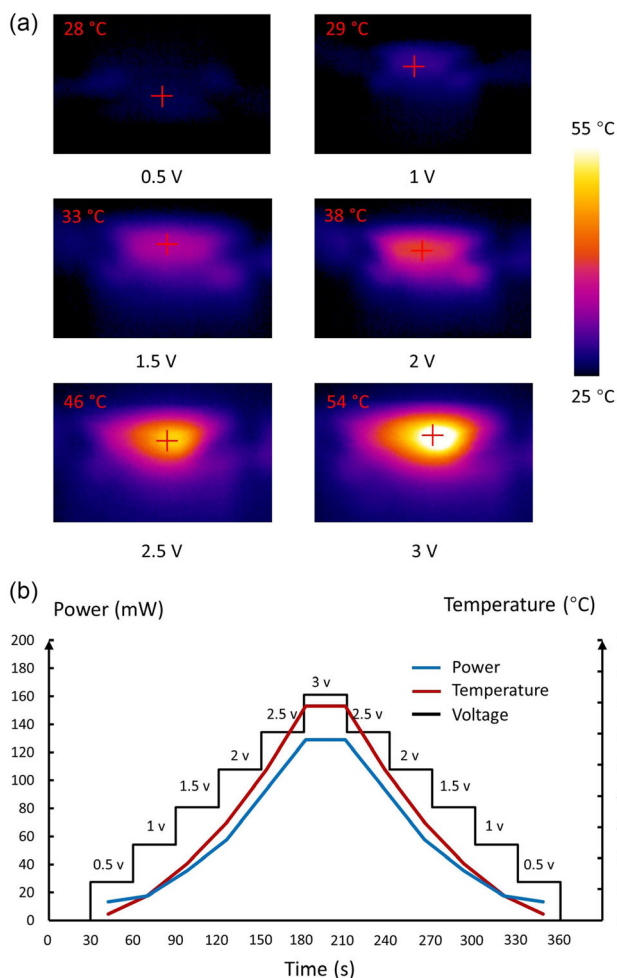 (a)
28 °C
29 °C
55 °C
0.5 V
1 V
33 °C
38 °C
1.5 V
2 V
25 °C
46 °C
54 °C
2.5 V
3 V
(b)
Power (mW)
Temperature (°C)
200
180
160
140
120
100
80
60
40
20
0
3 v
2.5 v
2.5 v
2 v
2 v
1.5 v
1.5 v
1 v
1 v
0.5 v
0.5 v
Power
Temperature
Voltage
0 30 60 90 120 150 180 210 240 270 300 330 360
Time (s)